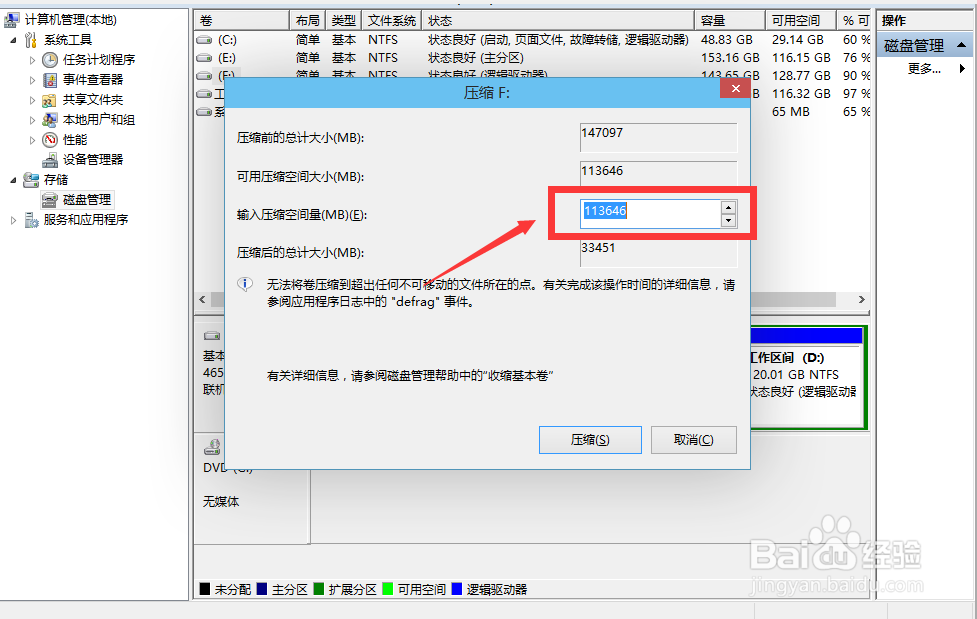 计算机管理(本地)
系统工具
任务计划程序
事件查看器
共享文件夹
本地用户和组
性能
设备管理器
存储
磁盘管理
服务和应用程序
卷 布局 类型 文件系统 状态 容量 可用空间 % 可
(C:) 简单 基本 NTFS 状态良好 (启动, 页面文件, 故障转储, 逻辑驱动器) 48.83 GB 29.14 GB 60 %
(E:) 简单 基本 NTFS 状态良好 (主分区) 153.16 GB 116.15 GB 76 %
(F:) 简单 基本 NTFS 状态良好 (逻辑驱动器) 143.65 GB 128.77 GB 90 %
工 B 116.32 GB 97 %
系 65 MB 65 %
操作
磁盘管理
更多...
压缩 F:
压缩前的总计大小(MB): 147097
可用压缩空间大小(MB): 113646
输入压缩空间量(MB)(E): 113646
压缩后的总计大小(MB): 33451
无法将卷压缩到超出任何不可移动的文件所在的点。有关完成该操作时间的详细信息，请
参阅应用程序日志中的 "defrag" 事件。
有关详细信息，请参阅磁盘管理帮助中的“收缩基本卷”
压缩(S) 取消(C)
基本
465
联机
工作区间 (D:)
20.01 GB NTFS
状态良好 (逻辑驱动器
DVD (G:)
无媒体
未分配 主分区 扩展分区 可用空间 逻辑驱动器
Baidu 经验
jingyan.baidu.com